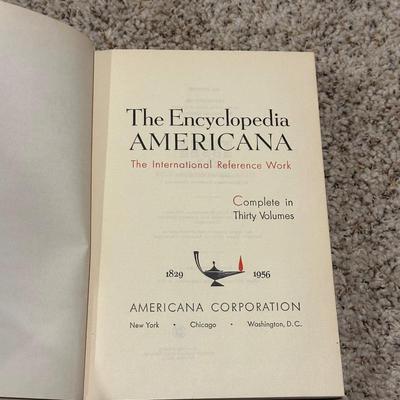 The Encyclopedia
AMERICANA
The International Reference Work
Complete in
Thirty Volumes
1829 1956
AMERICANA CORPORATION
New York • Chicago • Washington, D.C.